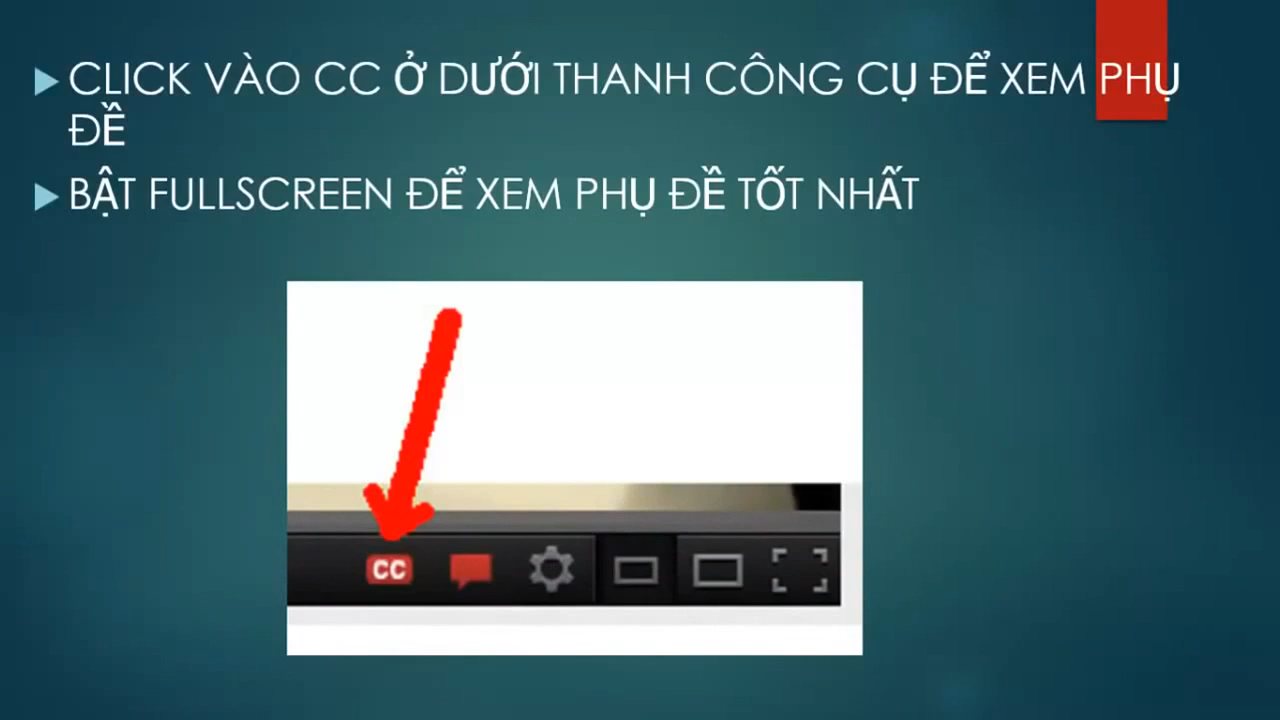 CLICK VÀO CC Ở DƯỚI THANH CÔNG CỤ ĐỂ XEM PHỤ
ĐỀ
BẬT FULLSCREEN ĐỂ XEM PHỤ ĐỀ TỐT NHẤT
CC